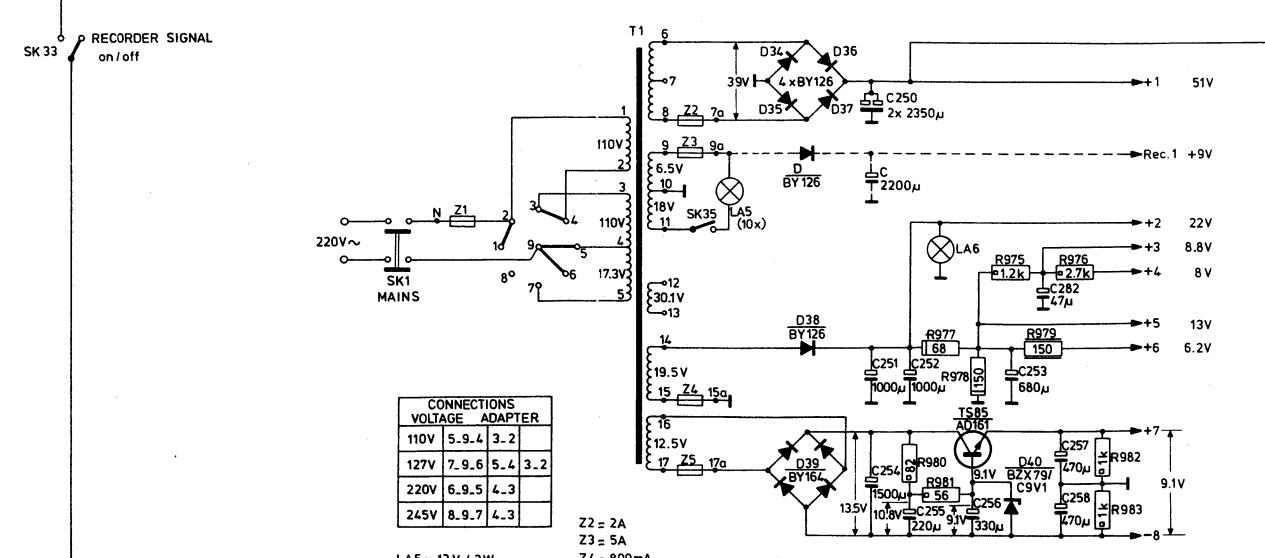 SK 33
RECORDER SIGNAL
on / off
T1
6
7
8
39V
D34
D36
4 x BY126
D35
D37
Z2
7a
C250
2x 2350µ
+1 51V
1
110V
2
3
110V
4
17.3V
5
9
Z3
9a
6.5V
10
18V
11
SK35
LA5
(10x)
D
BY 126
C
2200µ
Rec.1 +9V
220V~
N
Z1
SK1
MAINS
2
1
3
4
9
5
6
8
7
12
30.1V
13
14
19.5V
15
Z4
15a
16
12.5V
17
Z5
17a
D38
BY126
LA6
+2 22V
+3 8.8V
R975
1.2k
R976
2.7k
+4 8V
C282
47µ
+5 13V
R977
68
R979
150
+6 6.2V
C251
1000µ
C252
1000µ
R978
150
C253
680µ
D39
BY164
13.5V
C254
1500µ
R980
82
R981
56
10.8V
C255
220µ
9.1V
C256
330µ
TS85
AD161
9.1V
D40
BZX79/
C9V1
C257
470µ
C258
470µ
R982
1k
R983
1k
+7
9.1V
-8
CONNECTIONS
VOLTAGE ADAPTER
110V 5-9-4 3-2
127V 7-9-6 5-4 3-2
220V 6-9-5 4-3
245V 8-9-7 4-3
Z2 = 2A
Z3 = 5A